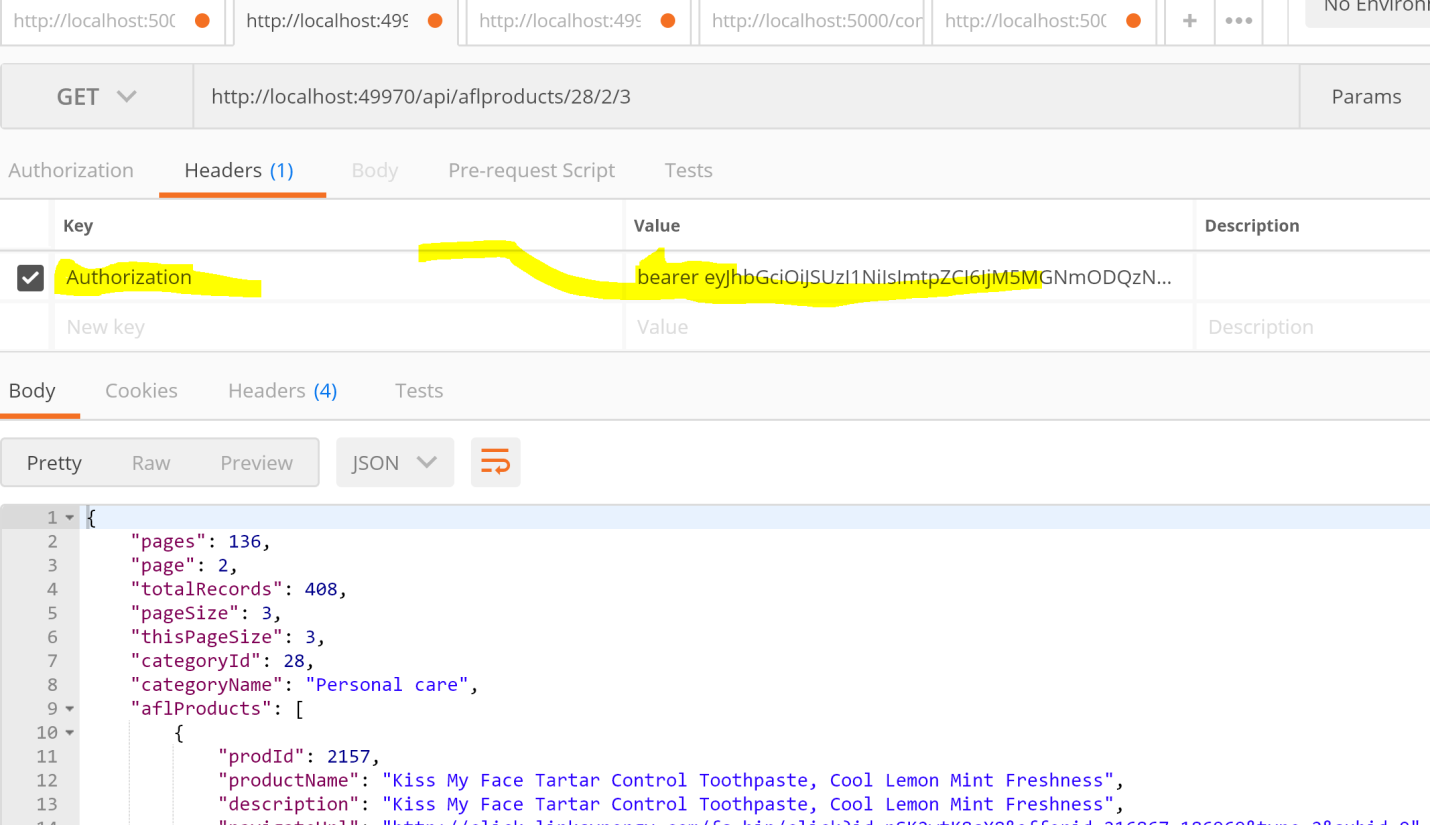 http://localhost:500 http://localhost:499 http://localhost:499 http://localhost:5000/con http://localhost:500 + ••• No Environ
GET http://localhost:49970/api/aflproducts/28/2/3 Params
Authorization Headers (1) Body Pre-request Script Tests
Key Value Description
Authorization bearer eyJhbGciOiJSUzI1NiIsImtpZCI6IjM5MGNmODQzN...
New key Value Description
Body Cookies Headers (4) Tests
Pretty Raw Preview JSON
1 {
2 "pages": 136,
3 "page": 2,
4 "totalRecords": 408,
5 "pageSize": 3,
6 "thisPageSize": 3,
7 "categoryId": 28,
8 "categoryName": "Personal care",
9 "aflProducts": [
10 {
11 "prodId": 2157,
12 "productName": "Kiss My Face Tartar Control Toothpaste, Cool Lemon Mint Freshness",
13 "description": "Kiss My Face Tartar Control Toothpaste, Cool Lemon Mint Freshness",